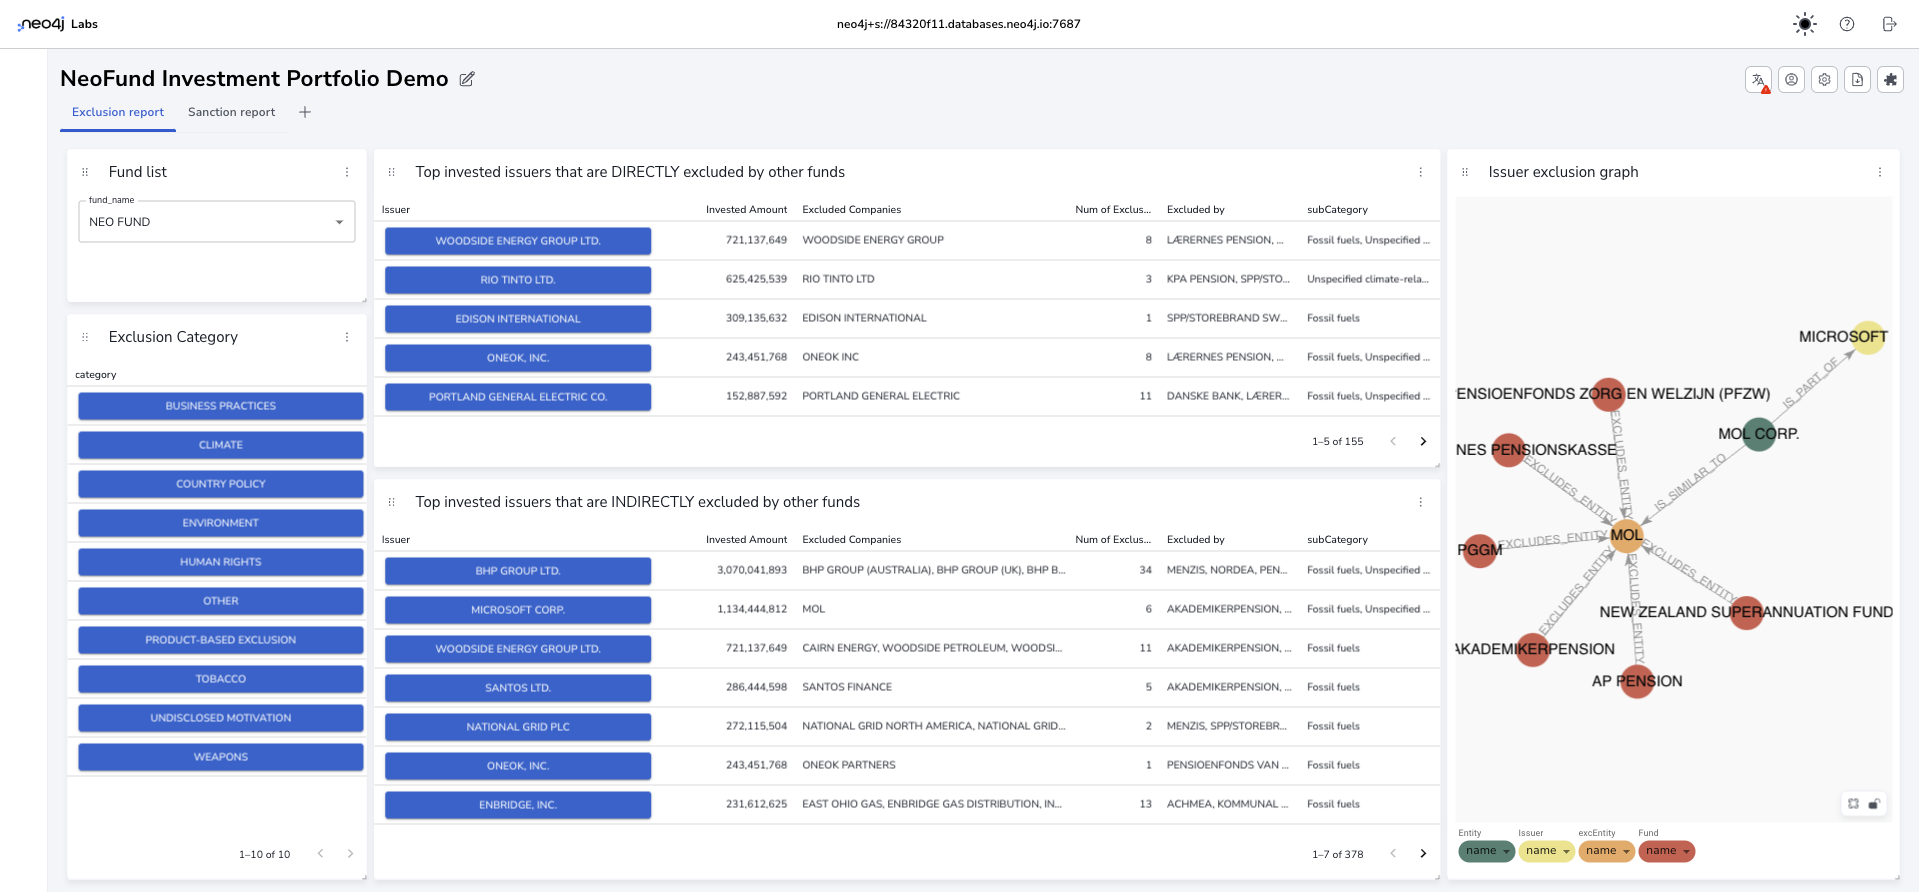 neo4j Labs
neo4j+s://84320f11.databases.neo4j.io:7687
NeoFund Investment Portfolio Demo
Exclusion report
Sanction report
Fund list
fund_name
NEO FUND
Exclusion Category
category
BUSINESS PRACTICES
CLIMATE
COUNTRY POLICY
ENVIRONMENT
HUMAN RIGHTS
OTHER
PRODUCT-BASED EXCLUSION
TOBACCO
UNDISCLOSED MOTIVATION
WEAPONS
1–10 of 10
Top invested issuers that are DIRECTLY excluded by other funds
Issuer Invested Amount Excluded Companies Num of Exclus... Excluded by subCategory
WOODSIDE ENERGY GROUP LTD. 721,137,649 WOODSIDE ENERGY GROUP 8 LÆRERNES PENSION, ... Fossil fuels, Unspecified ...
RIO TINTO LTD. 625,425,539 RIO TINTO LTD 3 KPA PENSION, SPP/STO... Unspecified climate-rela...
EDISON INTERNATIONAL 309,135,632 EDISON INTERNATIONAL 1 SPP/STOREBRAND SW... Fossil fuels
ONEOK, INC. 243,451,768 ONEOK INC 8 LÆRERNES PENSION, ... Fossil fuels, Unspecified ...
PORTLAND GENERAL ELECTRIC CO. 152,887,592 PORTLAND GENERAL ELECTRIC 11 DANSKE BANK, LÆRER... Fossil fuels, Unspecified ...
1–5 of 155
Top invested issuers that are INDIRECTLY excluded by other funds
Issuer Invested Amount Excluded Companies Num of Exclus... Excluded by subCategory
BHP GROUP LTD. 3,070,041,893 BHP GROUP (AUSTRALIA), BHP GROUP (UK), BHP B... 34 MENZIS, NORDEA, PEN... Fossil fuels, Unspecified ...
MICROSOFT CORP. 1,134,444,812 MOL 6 AKADEMIKERPENSION, ... Fossil fuels, Unspecified ...
WOODSIDE ENERGY GROUP LTD. 721,137,649 CAIRN ENERGY, WOODSIDE PETROLEUM, WOODSI... 11 AKADEMIKERPENSION, ... Fossil fuels
SANTOS LTD. 286,444,598 SANTOS FINANCE 5 AKADEMIKERPENSION, ... Fossil fuels
NATIONAL GRID PLC 272,115,504 NATIONAL GRID NORTH AMERICA, NATIONAL GRID... 2 MENZIS, SPP/STOREBR... Fossil fuels
ONEOK, INC. 243,451,768 ONEOK PARTNERS 1 PENSIOENFONDS VAN ... Fossil fuels
ENBRIDGE, INC. 231,612,625 EAST OHIO GAS, ENBRIDGE GAS DISTRIBUTION, IN... 13 ACHMEA, KOMMUNAL ... Fossil fuels
1–7 of 378
Issuer exclusion graph
MICROSOFT
IS_PART_OF
ENSIOENFONDS ZORG EN WELZIJN (PFZW)
MOL CORP.
NES PENSIONSKASSE
EXCLUDES_ENTITY
EXCLUDES_ENTITY
IS_SIMILAR_TO
MOL
PGGM
EXCLUDES_ENTITY
EXCLUDES_ENTITY
EXCLUDES_ENTITY
EXCLUDES_ENTITY
NEW ZEALAND SUPERANNUATION FUND
AKADEMIKERPENSION
AP PENSION
Entity Issuer excEntity Fund
name name name name